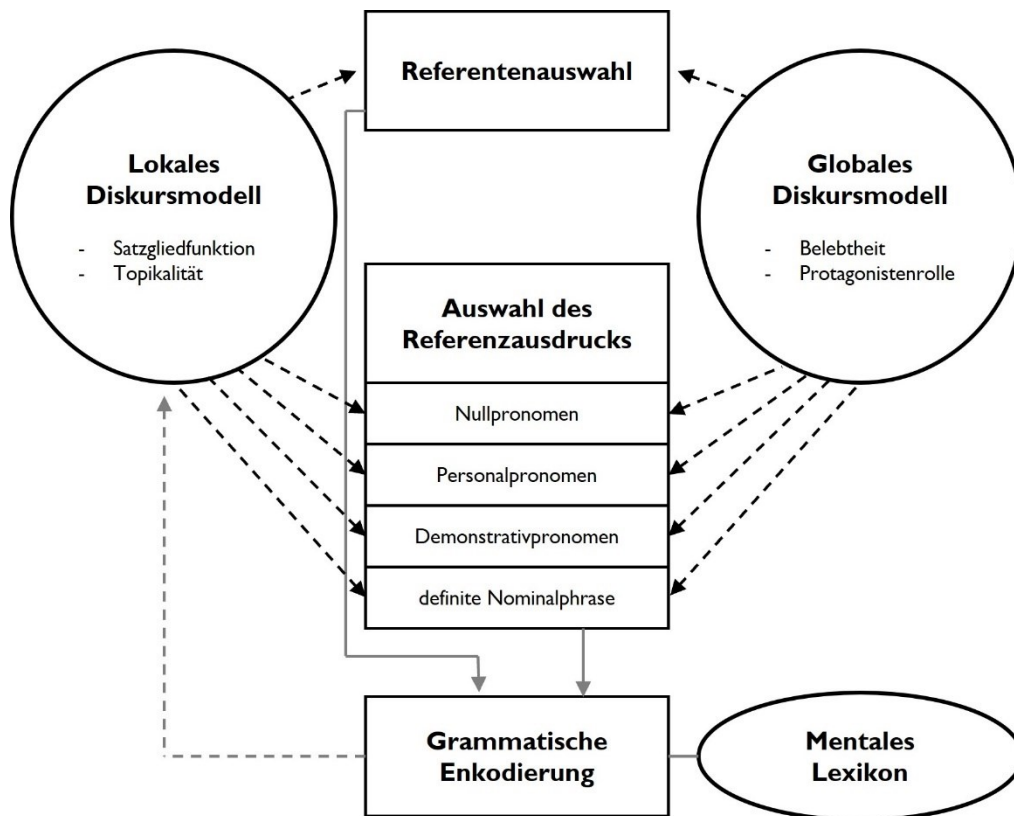 Referentenauswahl
Lokales
Diskursmodell
- Satzgliedfunktion
- Topikalität
Globales
Diskursmodell
- Belebtheit
- Protagonistenrolle
Auswahl des
Referenzausdrucks
Nullpronomen
Personalpronomen
Demonstrativpronomen
definite Nominalphrase
Grammatische
Enkodierung
Mentales
Lexikon